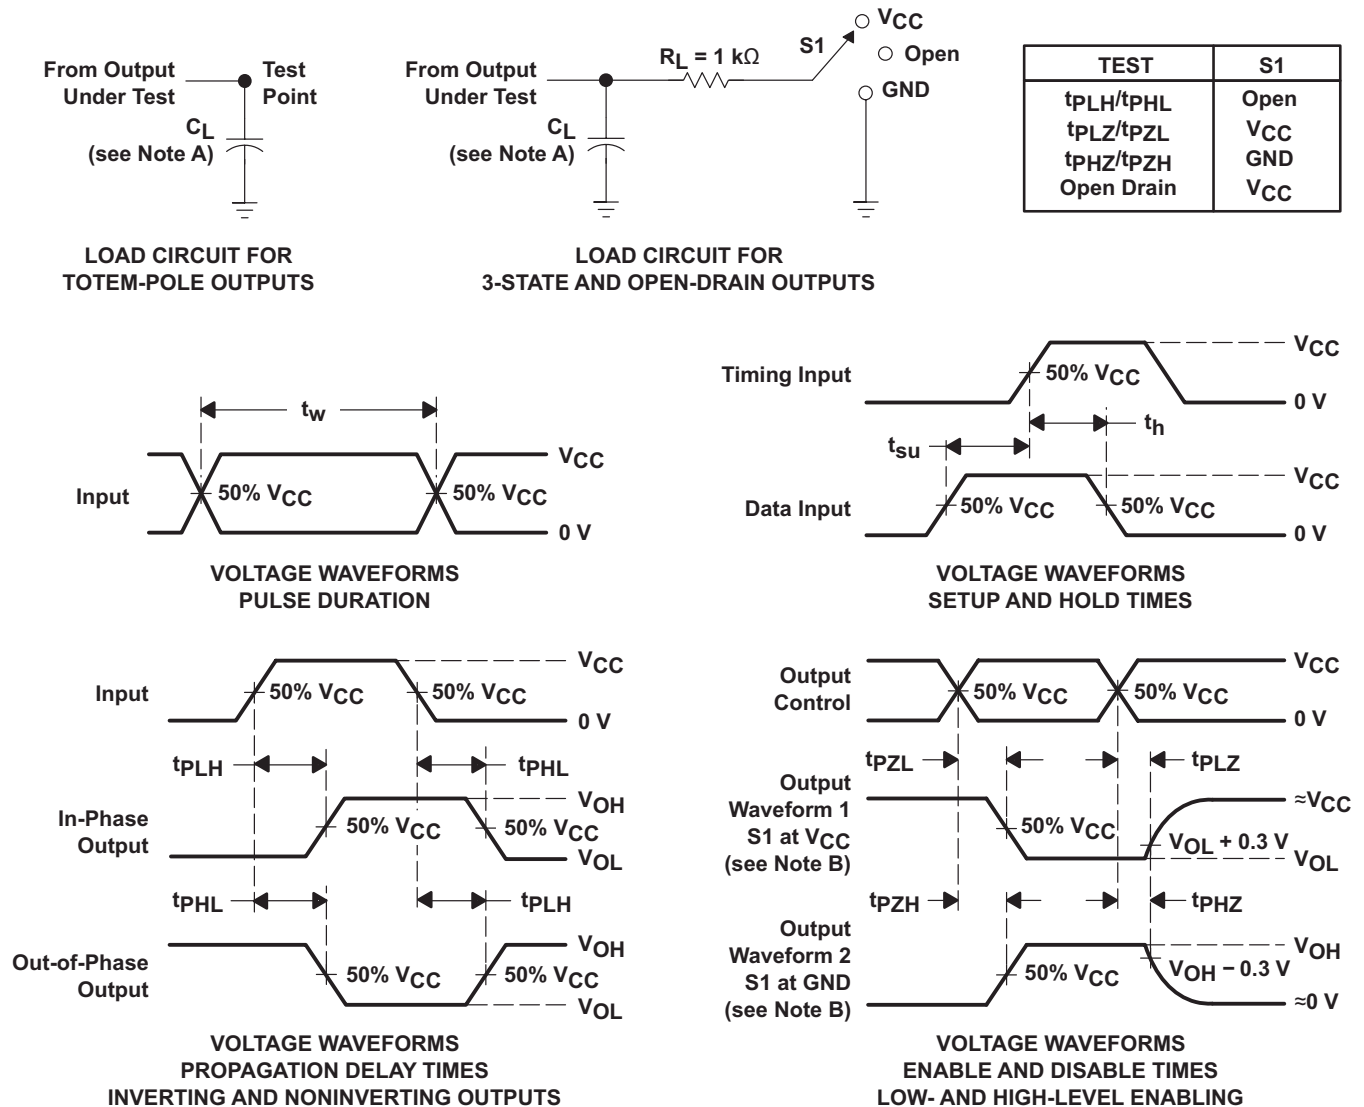 From Output
Under Test
Test
Point
CL
(see Note A)
LOAD CIRCUIT FOR
TOTEM-POLE OUTPUTS
From Output
Under Test
CL
(see Note A)
RL = 1 kΩ
S1
VCC
Open
GND
LOAD CIRCUIT FOR
3-STATE AND OPEN-DRAIN OUTPUTS
TEST S1
tPLH/tPHL Open
tPLZ/tPZL VCC
tPHZ/tPZH GND
Open Drain VCC
tw
Input
50% VCC
50% VCC
VCC
0 V
VOLTAGE WAVEFORMS
PULSE DURATION
Timing Input
50% VCC
VCC
0 V
tsu
th
Data Input
50% VCC
50% VCC
VCC
0 V
VOLTAGE WAVEFORMS
SETUP AND HOLD TIMES
Input
50% VCC
50% VCC
VCC
0 V
tPLH
tPHL
In-Phase
Output
50% VCC
50% VCC
VOH
VOL
tPHL
tPLH
Out-of-Phase
Output
50% VCC
50% VCC
VOH
VOL
VOLTAGE WAVEFORMS
PROPAGATION DELAY TIMES
INVERTING AND NONINVERTING OUTPUTS
Output
Control
50% VCC
50% VCC
VCC
0 V
tPZL
tPLZ
Output
Waveform 1
S1 at VCC
(see Note B)
50% VCC
VOL + 0.3 V
≈VCC
VOL
tPZH
tPHZ
Output
Waveform 2
S1 at GND
(see Note B)
50% VCC
VOH − 0.3 V
VOH
≈0 V
VOLTAGE WAVEFORMS
ENABLE AND DISABLE TIMES
LOW- AND HIGH-LEVEL ENABLING